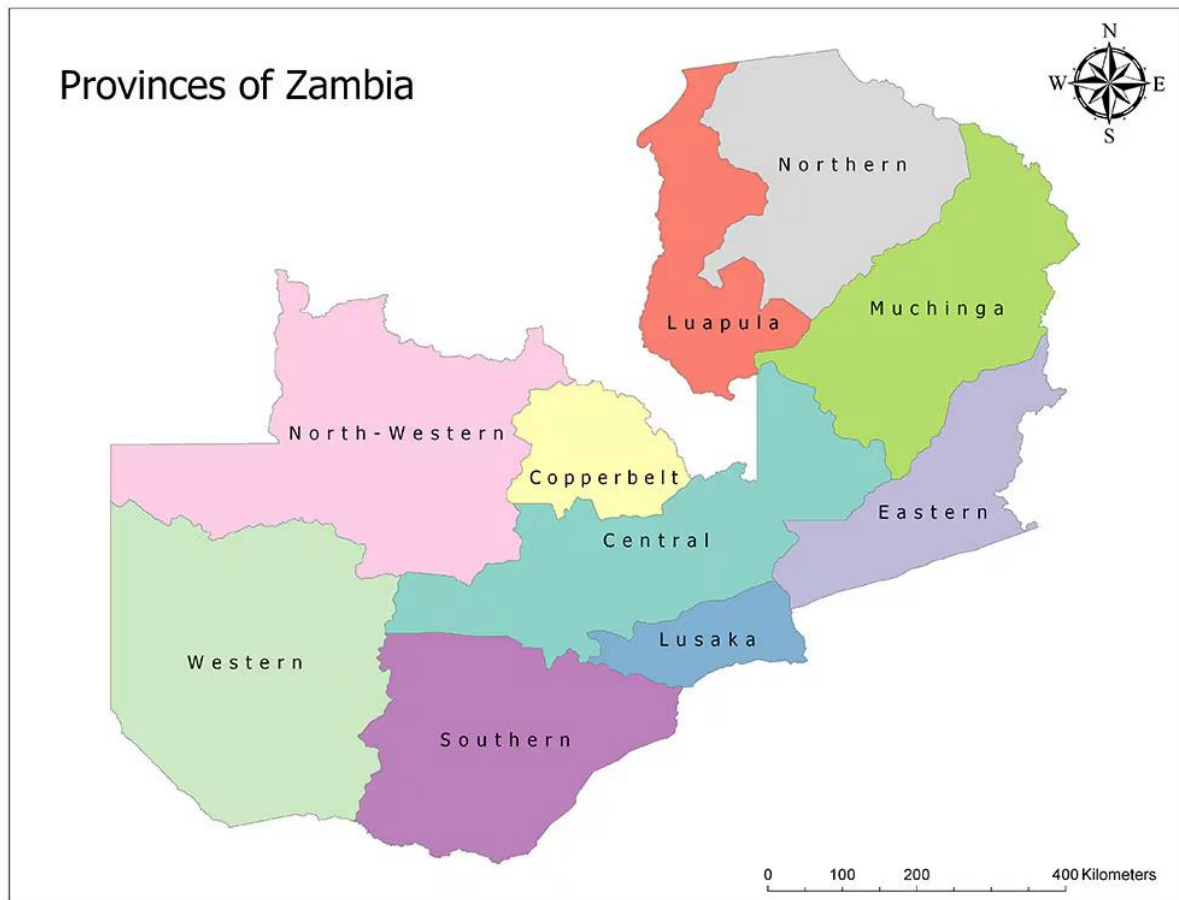 Provinces of Zambia
N
W E
S
Northern
Luapula
Muchinga
North-Western
Copperbelt
Eastern
Central
Lusaka
Western
Southern
0 100 200 400 Kilometers